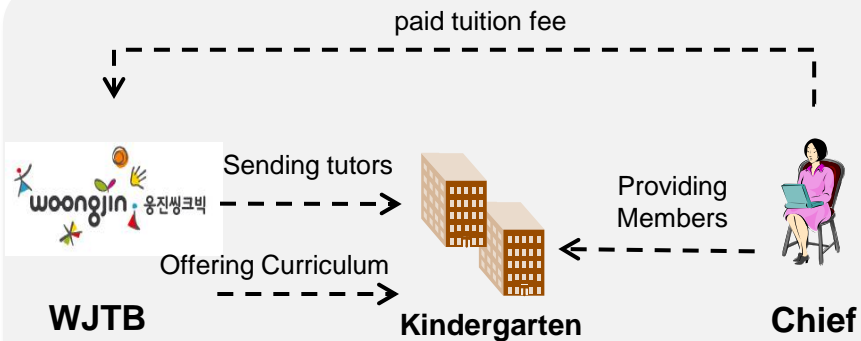 paid tuition fee
Sending tutors
Providing
Members
woongjin 웅진씽크빅
Offering Curriculum
WJTB
Kindergarten
Chief